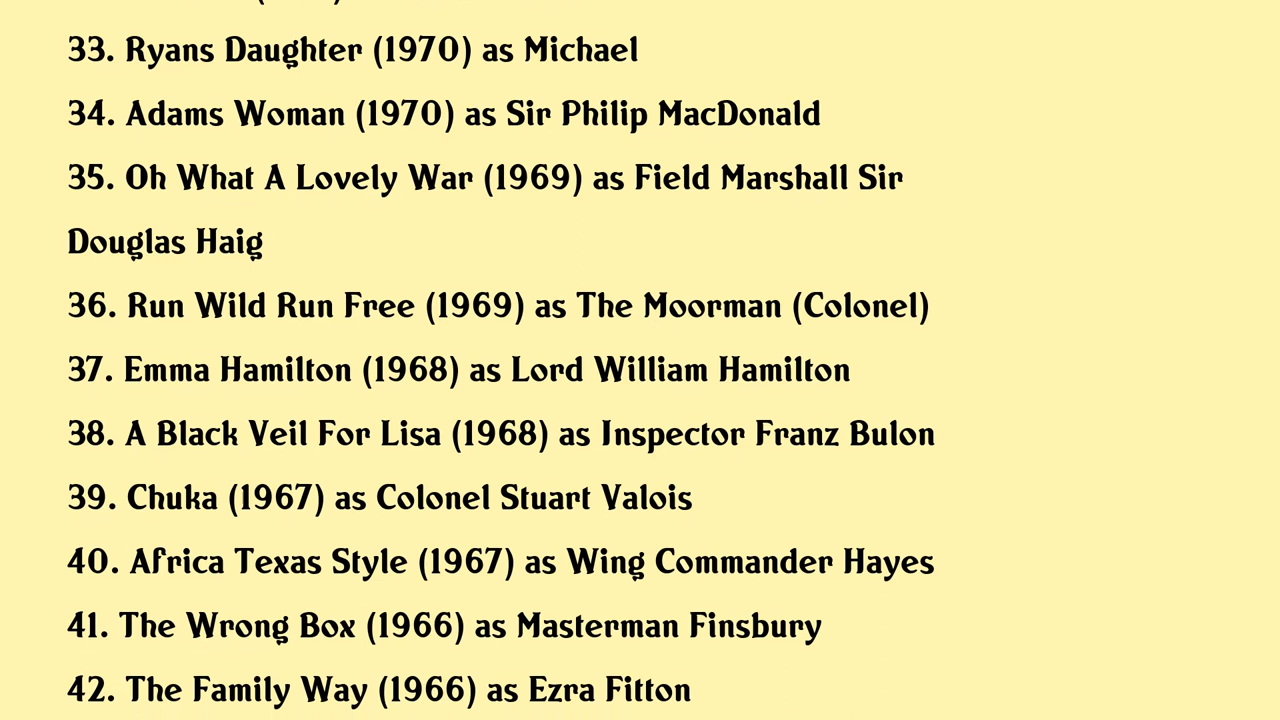 33. Ryans Daughter (1970) as Michael
34. Adams Woman (1970) as Sir Philip MacDonald
35. Oh What A Lovely War (1969) as Field Marshall Sir
Douglas Haig
36. Run Wild Run Free (1969) as The Moorman (Colonel)
37. Emma Hamilton (1968) as Lord William Hamilton
38. A Black Veil For Lisa (1968) as Inspector Franz Bulon
39. Chuka (1967) as Colonel Stuart Valois
40. Africa Texas Style (1967) as Wing Commander Hayes
41. The Wrong Box (1966) as Masterman Finsbury
42. The Family Way (1966) as Ezra Fitton